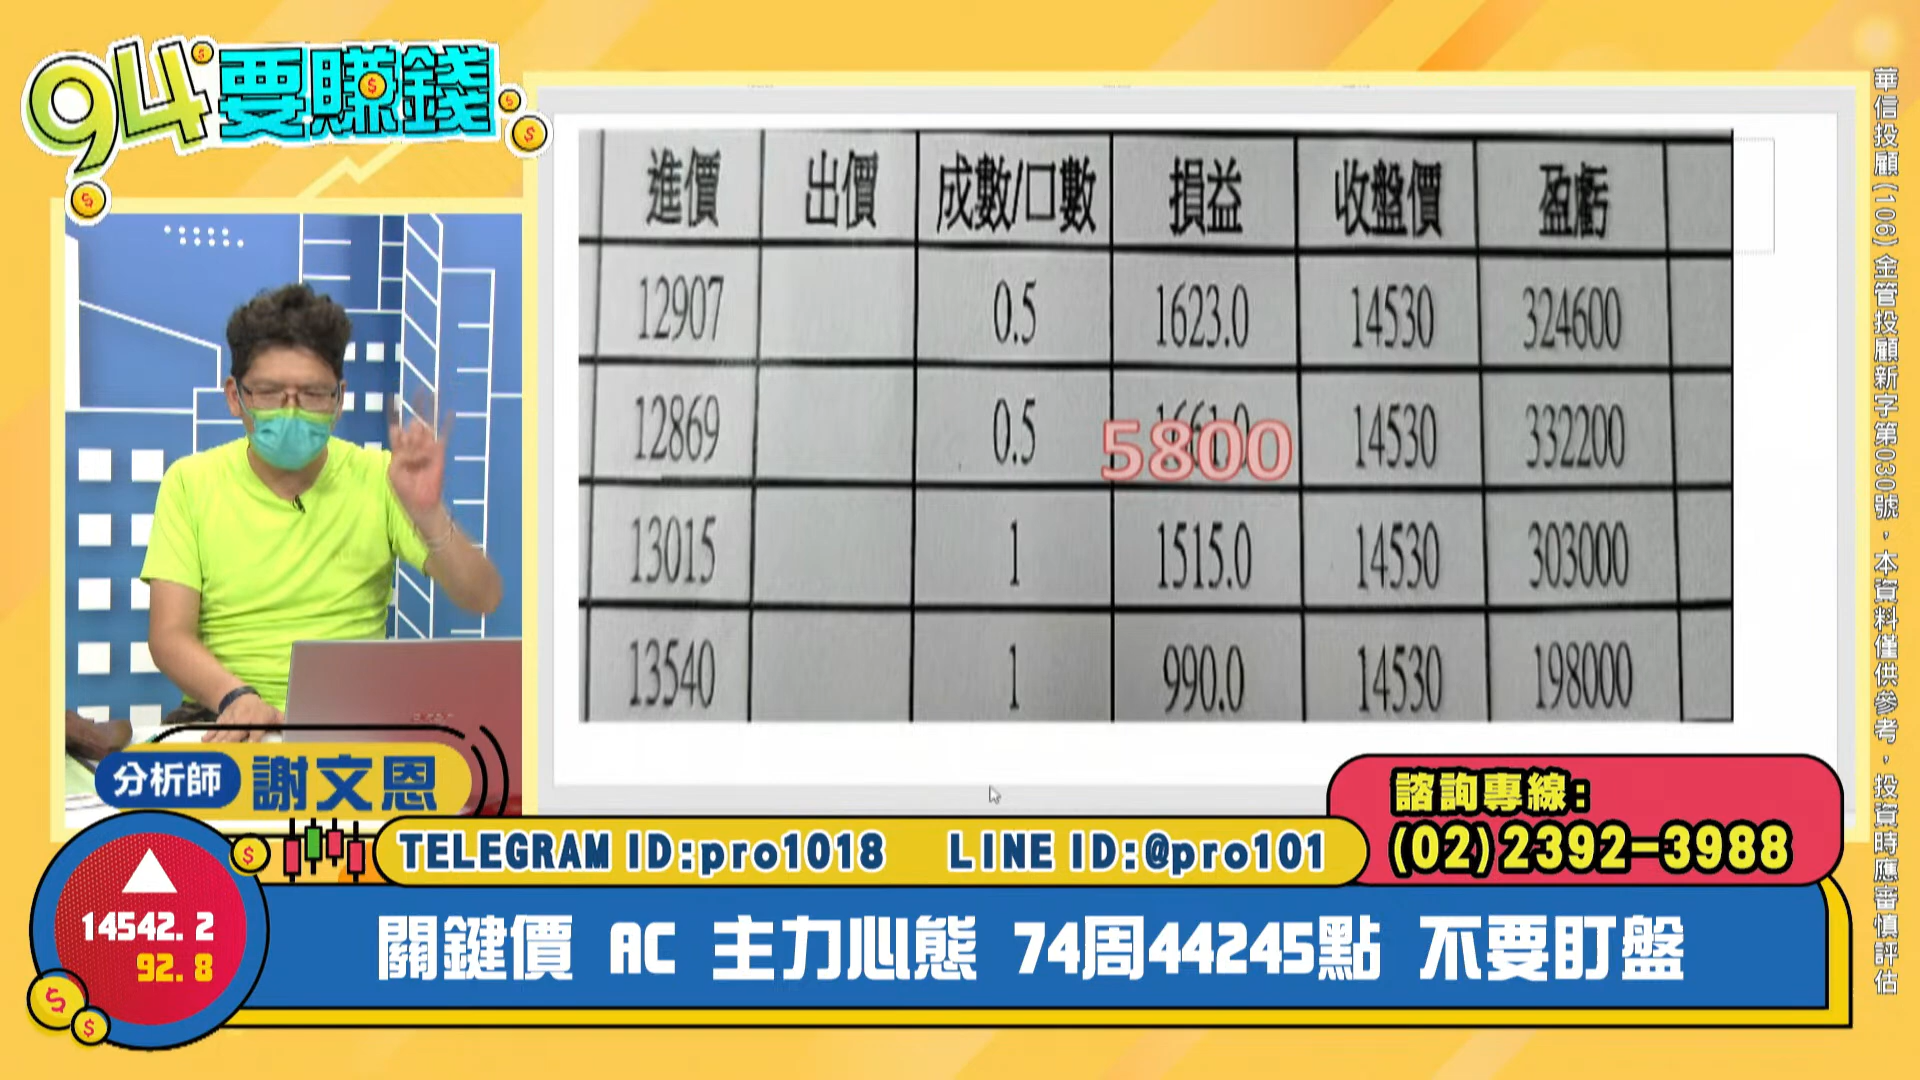 94要賺錢
進價 出價 成數/口數 損益 收盤價 盈虧
12907 0.5 1623.0 14530 324600
12869 0.5 1661.0 14530 332200
5800
13015 1 1515.0 14530 303000
13540 1 990.0 14530 198000
華信投顧(106)金管投顧新字第030號，本資料僅供參考，投資時應審慎評估
分析師 謝文恩
諮詢專線:
(02)2392-3988
TELEGRAM ID:pro1018 LINE ID:@pro101
14542.2
92.8
關鍵價 AC 主力心態 74周44245點 不要盯盤